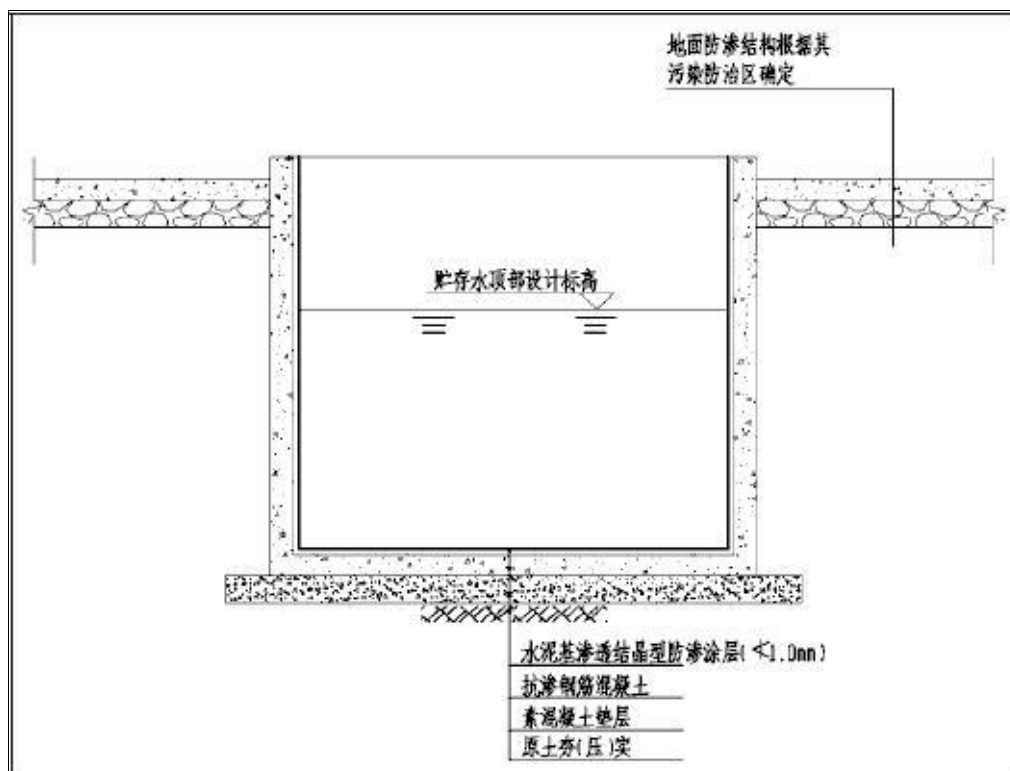 地面防渗结构根据其
污染防治区确定
贮存水顶部设计标高
水泥基渗透结晶型防渗涂层(≮1.0mm)
抗渗钢筋混凝土
素混凝土垫层
原土夯(压)实